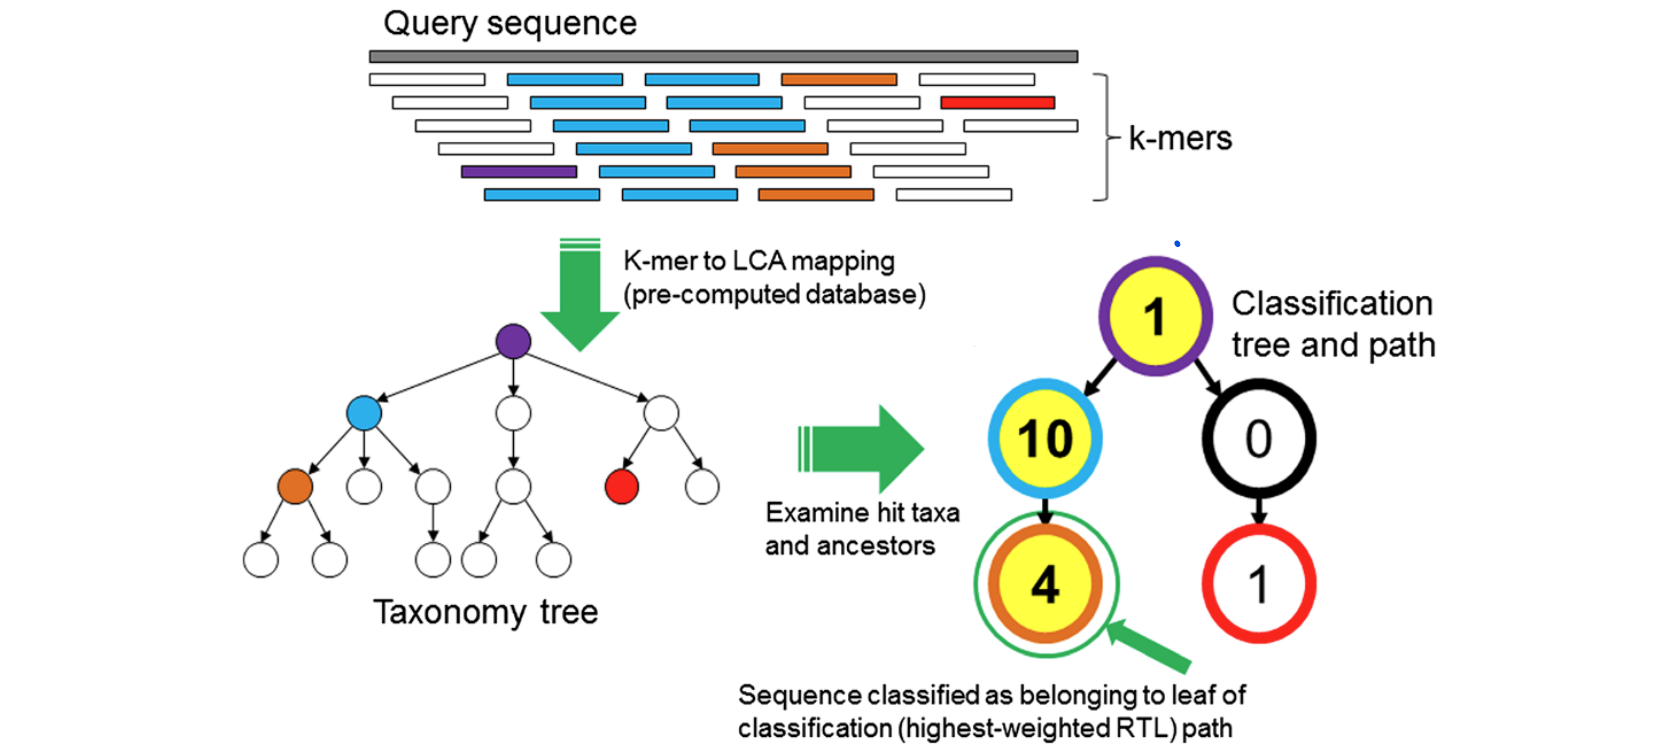 Query sequence
k-mers
K-mer to LCA mapping
(pre-computed database)
1
Classification
tree and path
10
0
Examine hit taxa
and ancestors
4
1
Taxonomy tree
Sequence classified as belonging to leaf of
classification (highest-weighted RTL) path